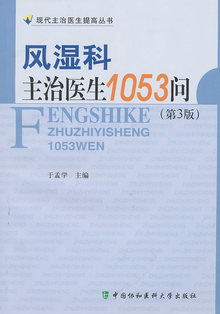 现代主治医生提高丛书
风湿科
主治医生1053问
(第3版)
FENGSHIKE
ZHUZHIYISHENG
1053WEN
于孟学 主编
中国协和医科大学出版社